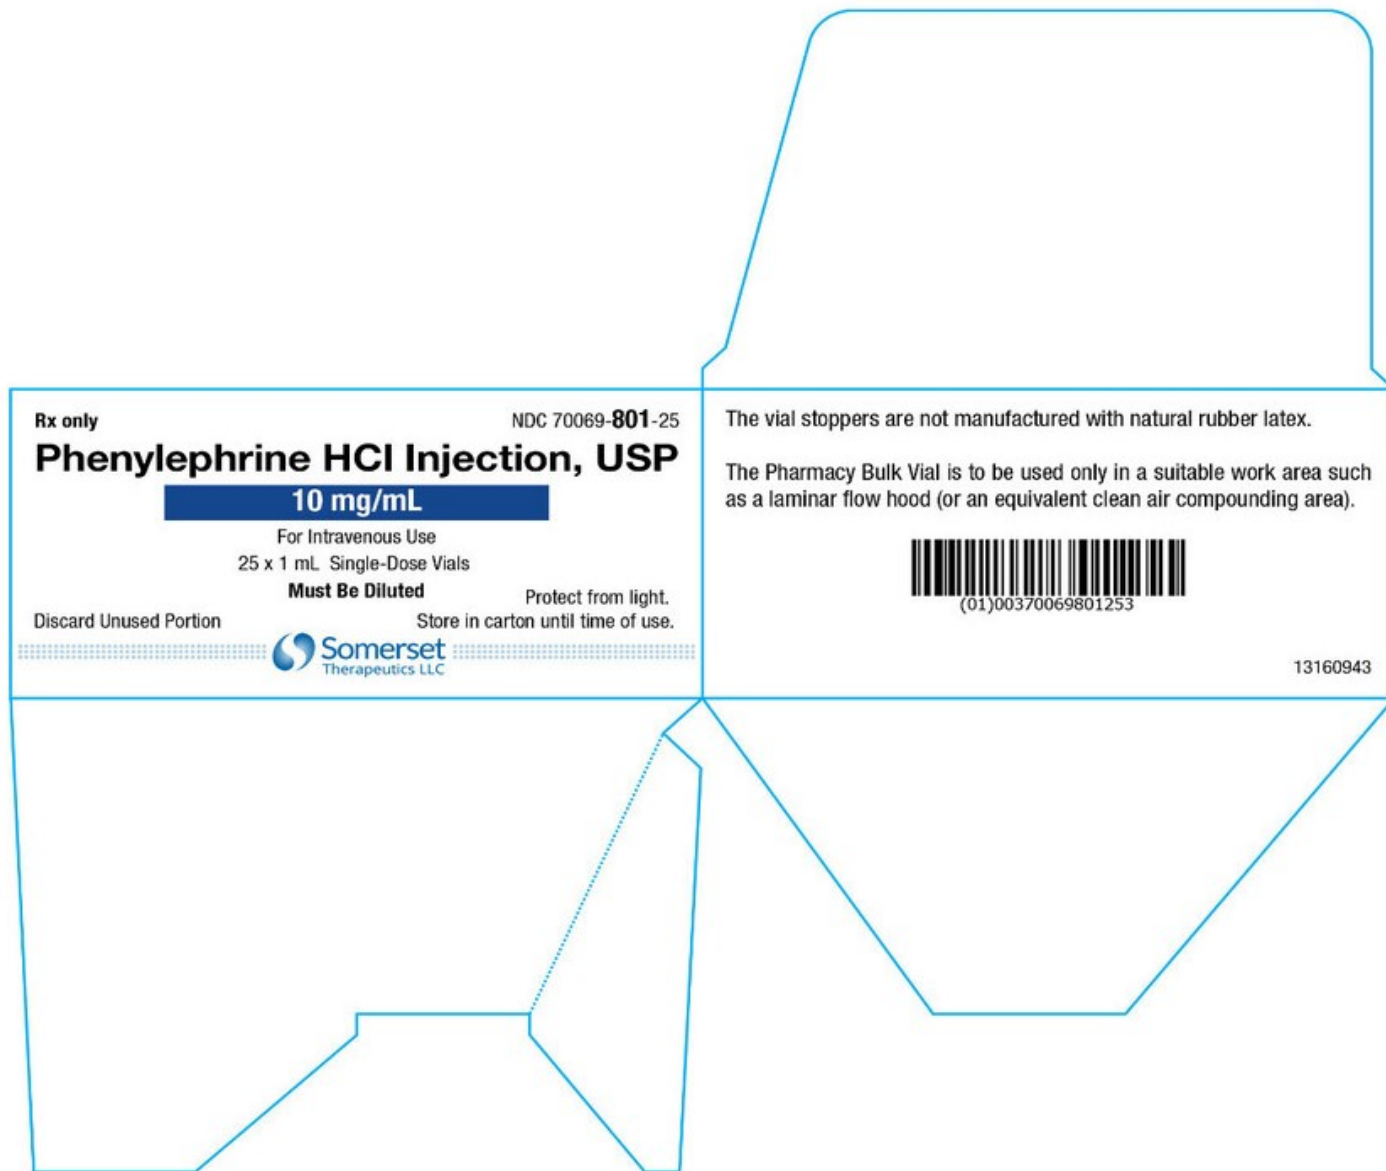 Rx only
NDC 70069-801-25
Phenylephrine HCl Injection, USP
10 mg/mL
For Intravenous Use
25 x 1 mL Single-Dose Vials
Must Be Diluted
Protect from light.
Discard Unused Portion
Store in carton until time of use.
Somerset
Therapeutics LLC
The vial stoppers are not manufactured with natural rubber latex.
The Pharmacy Bulk Vial is to be used only in a suitable work area such
as a laminar flow hood (or an equivalent clean air compounding area).
(01)00370069801253
13160943